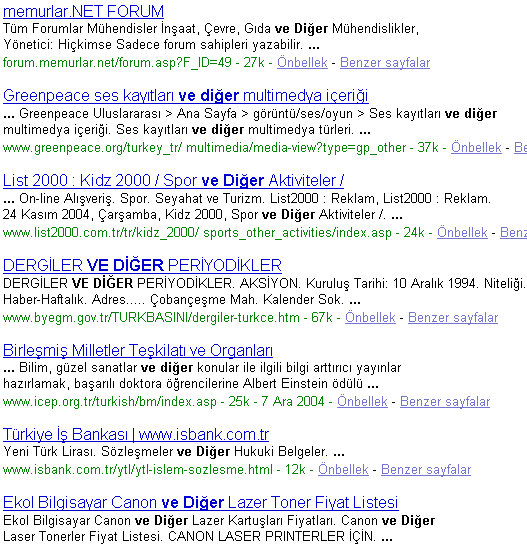 memurlar.NET FORUM
Tüm Forumlar Mühendisler İnşaat, Çevre, Gıda ve Diğer Mühendislikler,
Yönetici: Hiçkimse Sadece forum sahipleri yazabilir. ...
forum.memurlar.net/forum.asp?F_ID=49 - 27k - Önbellek - Benzer sayfalar
Greenpeace ses kayıtları ve diğer multimedya içeriği
... Greenpeace Uluslararası > Ana Sayfa > görüntü/ses/oyun > Ses kayıtları ve diğer
multimedya içeriği. Ses kayıtları ve diğer multimedya türleri. ...
www.greenpeace.org/turkey_tr/ multimedia/media-view?type=gp_other - 37k - Önbellek - Be
List 2000 : Kidz 2000 / Spor ve Diğer Aktiviteler /
... On-line Alışveriş. Spor. Seyahat ve Turizm. List2000 : Reklam, List2000 : Reklam.
24 Kasım 2004, Çarşamba, Kidz 2000, Spor ve Diğer Aktiviteler /. ...
www.list2000.com.tr/tr/kidz_2000/ sports_other_activities/index.asp - 24k - Önbellek - Benz
DERGİLER VE DİĞER PERİYODİKLER
DERGİLER VE DİĞER PERİYODİKLER. AKSİYON. Kuruluş Tarihi: 10 Aralık 1994. Niteliği.
Haber-Haftalık. Adres..... Çobançeşme Mah. Kalender Sok. ...
www.byegm.gov.tr/TURKBASINI/dergiler-turkce.htm - 67k - Önbellek - Benzer sayfalar
Birleşmiş Milletler Teşkilatı ve Organları
... Bilim, güzel sanatlar ve diğer konular ile ilgili bilgi arttırıcı yayınlar
hazırlamak, başarılı doktora öğrencilerine Albert Einstein ödülü ...
www.icep.org.tr/turkish/bm/index.asp - 25k - 7 Ara 2004 - Önbellek - Benzer sayfalar
Türkiye İş Bankası | www.isbank.com.tr
Yeni Türk Lirası. Sözleşmeler ve Diğer Hukuki Belgeler. ...
www.isbank.com.tr/ytl/ytl-islem-sozlesme.html - 12k - Önbellek - Benzer sayfalar
Ekol Bilgisayar Canon ve Diğer Lazer Toner Fiyat Listesi
Ekol Bilgisayar Canon ve Diğer Lazer Kartuşları Fiyatları. Canon ve Diğer
Laser Tonerler Fiyat Listesi. CANON LASER PRINTERLER İÇİN. ...